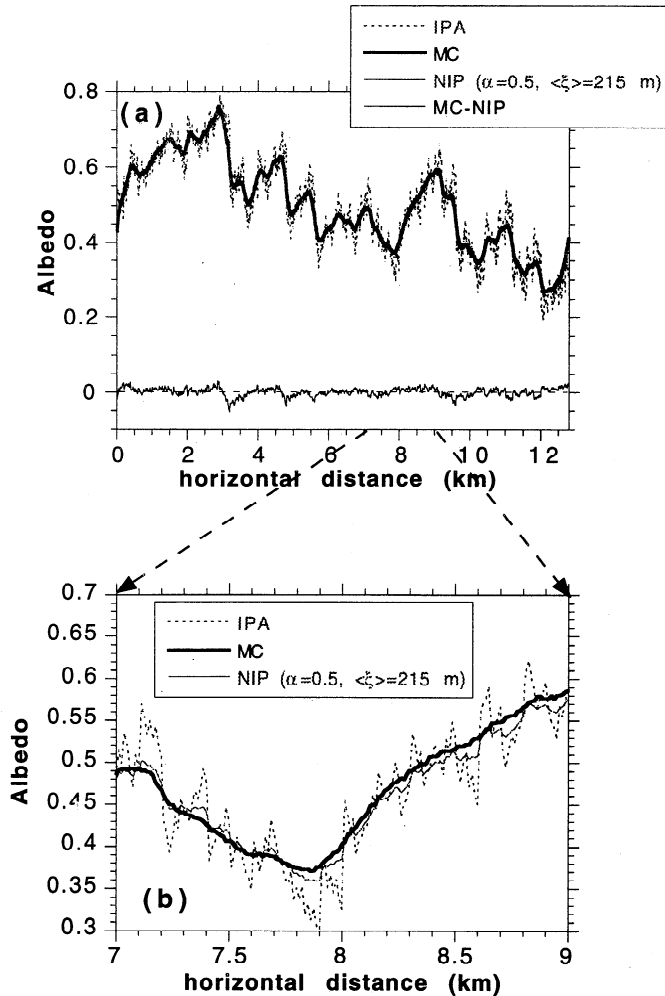 IPA
MC
NIP (α=0.5, <ξ>=215 m)
MC-NIP
(a)
0.8
0.6
0.4
0.2
0
Albedo
0 2 4 6 8 10 12
horizontal distance (km)
0.7
0.65
0.6
0.55
0.5
0.45
0.4
0.35
0.3
Albedo
IPA
MC
NIP (α=0.5, <ξ>=215 m)
(b)
7 7.5 8 8.5 9
horizontal distance (km)